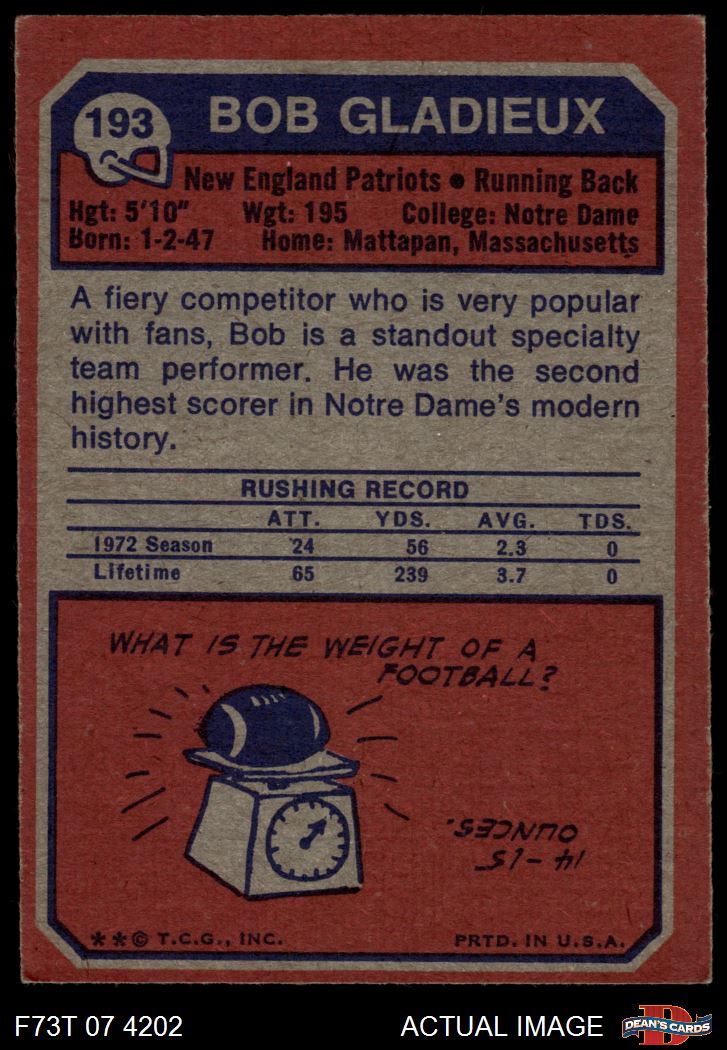 193
BOB GLADIEUX
New England Patriots • Running Back
Hgt: 5'10" Wgt: 195 College: Notre Dame
Born: 1-2-47 Home: Mattapan, Massachusetts
A fiery competitor who is very popular
with fans, Bob is a standout specialty
team performer. He was the second
highest scorer in Notre Dame's modern
history.
RUSHING RECORD
ATT. YDS. AVG. TDS.
1972 Season 24 56 2.3 0
Lifetime 65 239 3.7 0
WHAT IS THE WEIGHT OF A
FOOTBALL?
14-15
OUNCES.
**© T.C.G., INC. PRTD. IN U.S.A.
F73T 07 4202 ACTUAL IMAGE
D
DEAN'S CARDS